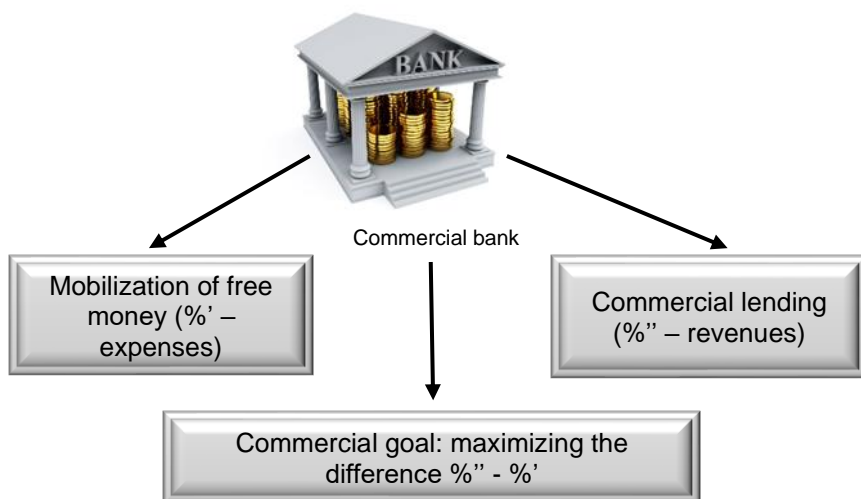 BANK
Commercial bank
Mobilization of free
money (%’ –
expenses)
Commercial lending
(%’’ – revenues)
Commercial goal: maximizing the
difference %’’ - %’